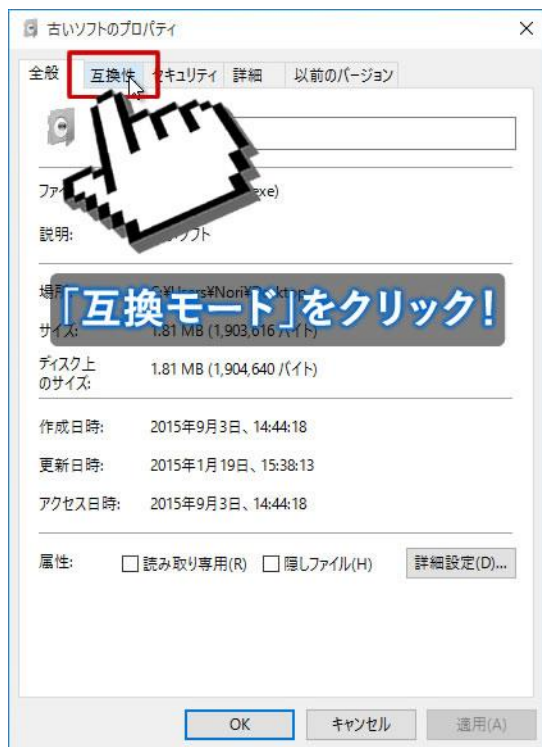 古いソフトのプロパティ
全般 互換性 セキュリティ 詳細 以前のバージョン
exe)
説明: ソフト
「互換モード」をクリック!
場所: C:¥Users¥Nori¥Desktop
サイズ: 1.81 MB (1,903,616 バイト)
ディスク上
のサイズ: 1.81 MB (1,904,640 バイト)
作成日時: 2015年9月3日、14:44:18
更新日時: 2015年1月19日、15:38:13
アクセス日時: 2015年9月3日、14:44:18
属性: 読み取り専用(R) 隠しファイル(H) 詳細設定(D)...
OK キャンセル 適用(A)